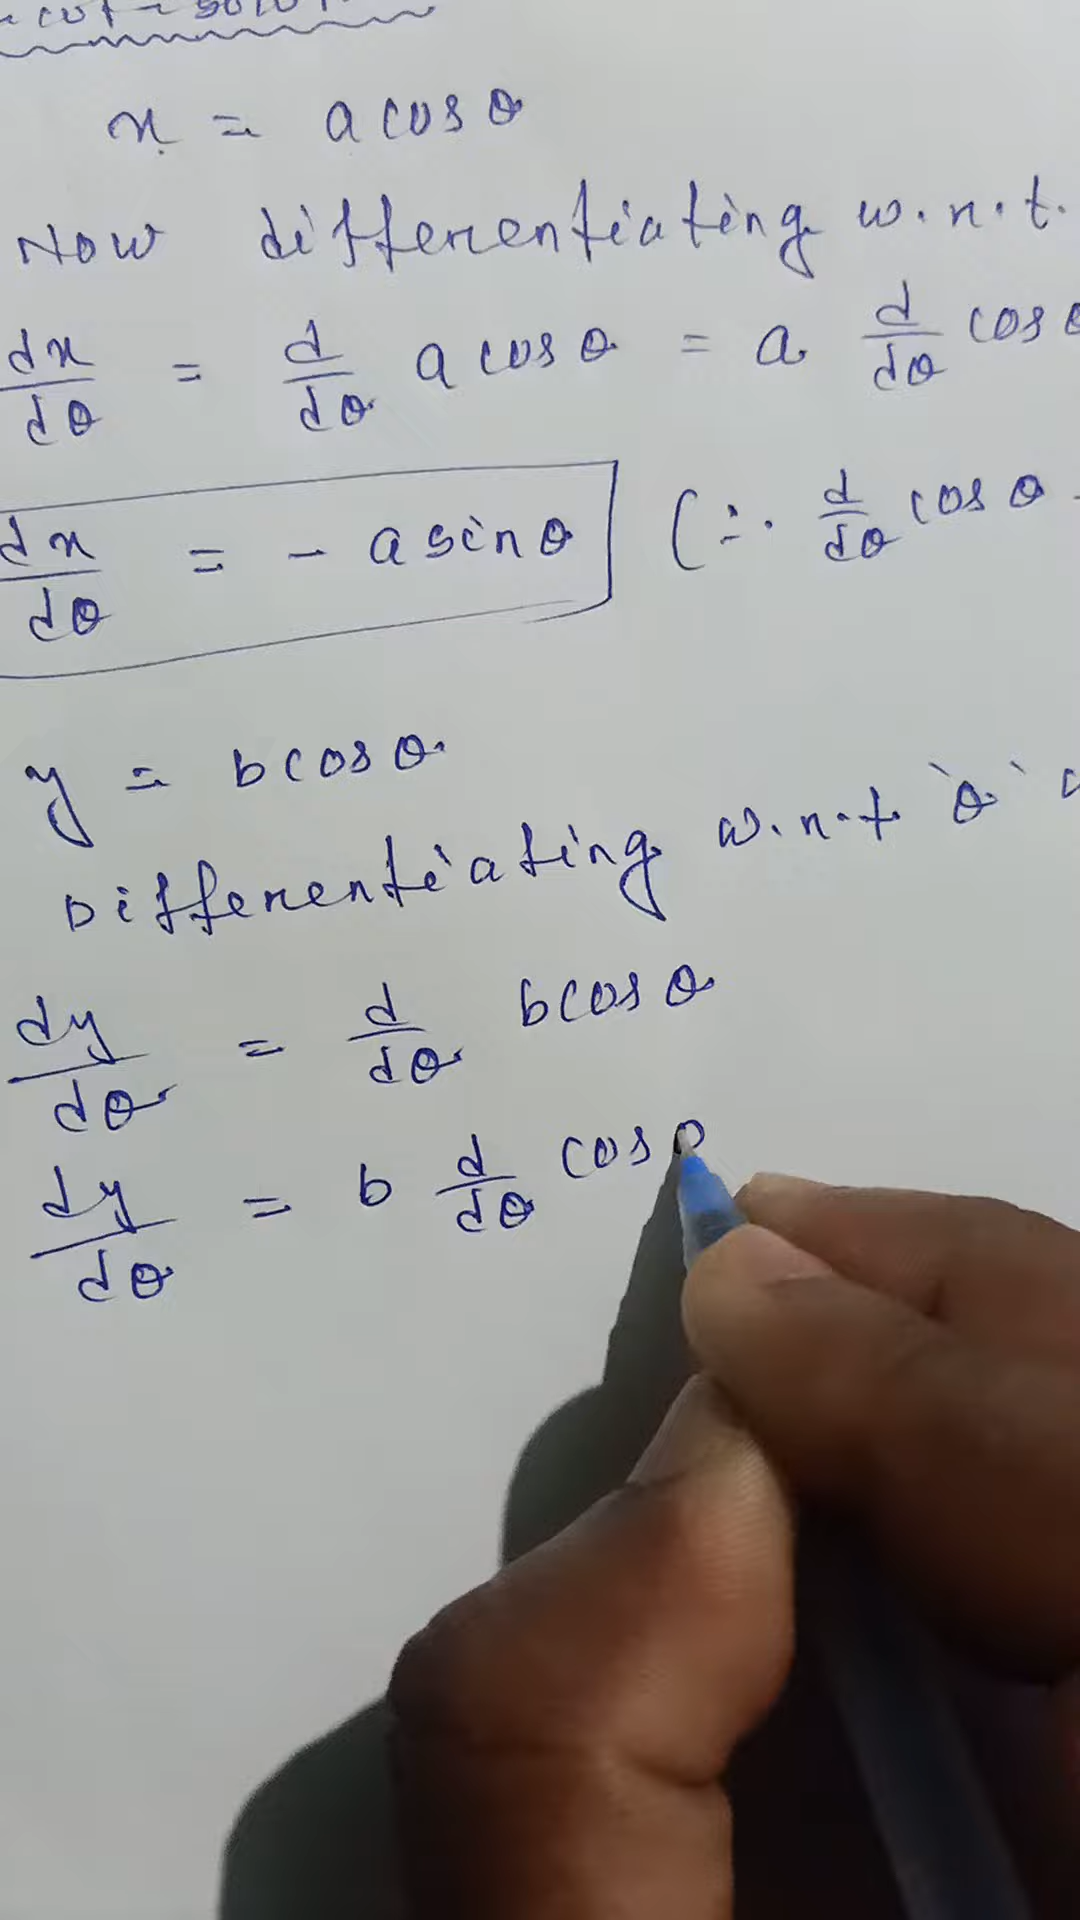 x = a cos θ
Now differentiating w.r.t.
dx/dθ = d/dθ a cos θ = a d/dθ cos θ
dx/dθ = - a sin θ (∵ d/dθ cos θ
y = b cos θ
Differentiating w.r.t 'θ'
dy/dθ = d/dθ b cos θ
dy/dθ = b d/dθ cos θ